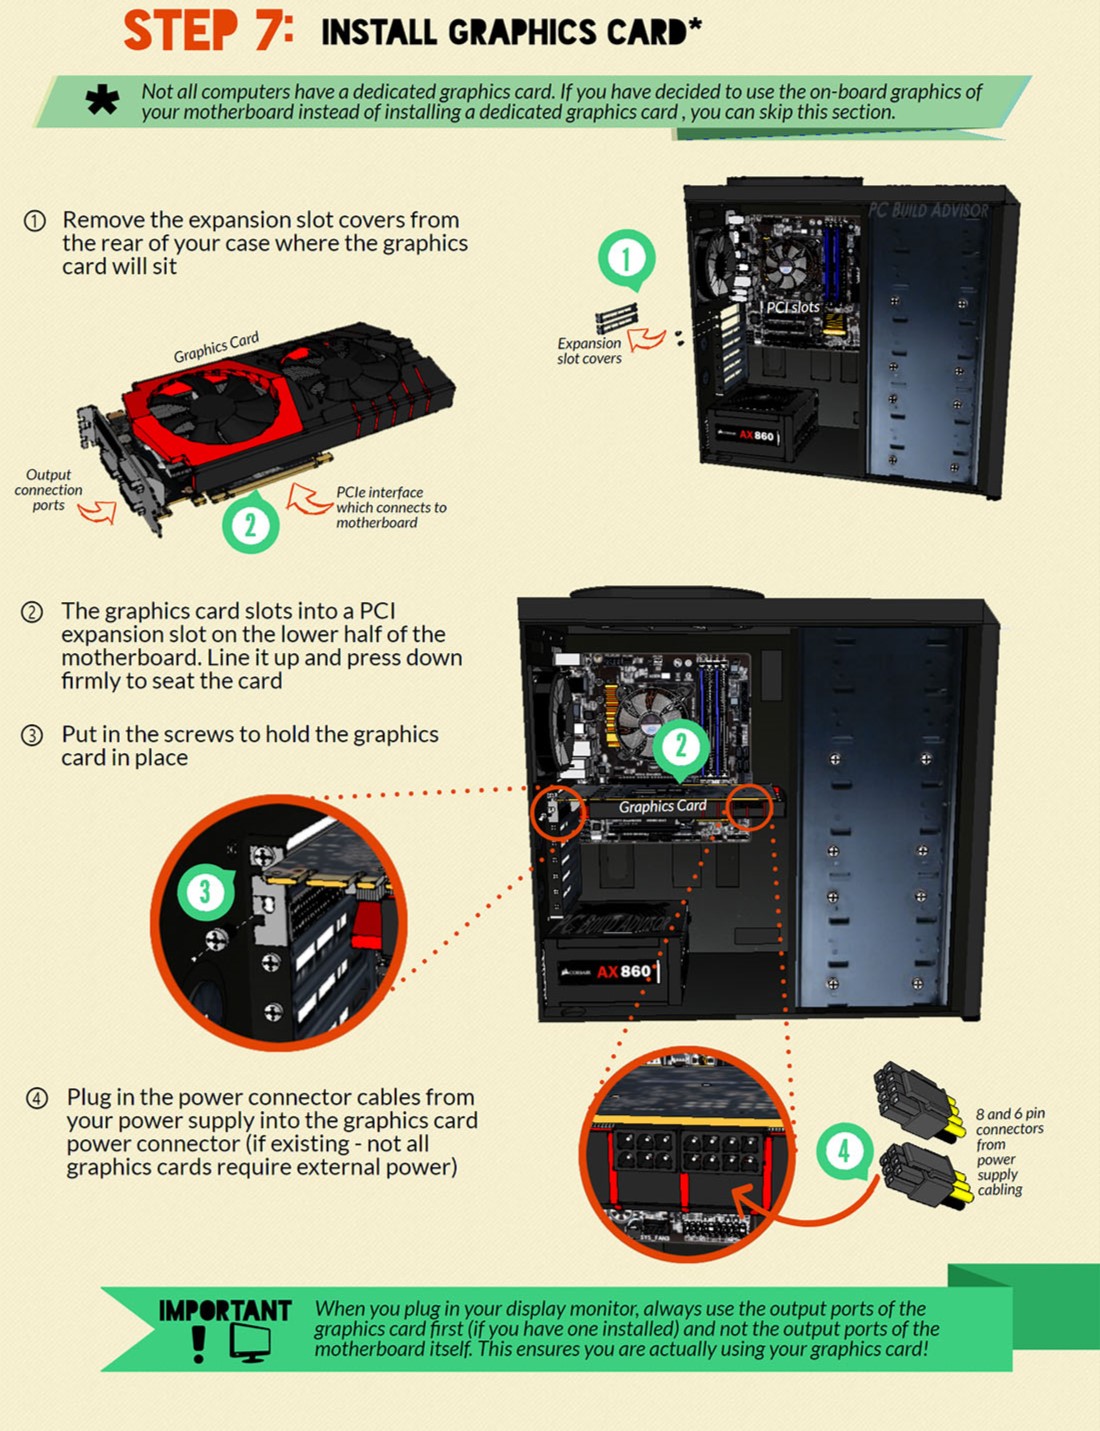 STEP 7: INSTALL GRAPHICS CARD*
* Not all computers have a dedicated graphics card. If you have decided to use the on-board graphics of
your motherboard instead of installing a dedicated graphics card , you can skip this section.
① Remove the expansion slot covers from
the rear of your case where the graphics
card will sit
PC BUILD ADVISOR
1
PCI slots
Expansion
slot covers
CORSAIR AX860
Graphics Card
Output
connection
ports
2
PCIe interface
which connects to
motherboard
② The graphics card slots into a PCI
expansion slot on the lower half of the
motherboard. Line it up and press down
firmly to seat the card
③ Put in the screws to hold the graphics
card in place
2
Graphics Card
3
PC BUILD ADVISOR
CORSAIR AX860
④ Plug in the power connector cables from
your power supply into the graphics card
power connector (if existing - not all
graphics cards require external power)
4
8 and 6 pin
connectors
from
power
supply
cabling
SYS_FAN3
IMPORTANT
!
When you plug in your display monitor, always use the output ports of the
graphics card first (if you have one installed) and not the output ports of the
motherboard itself. This ensures you are actually using your graphics card!